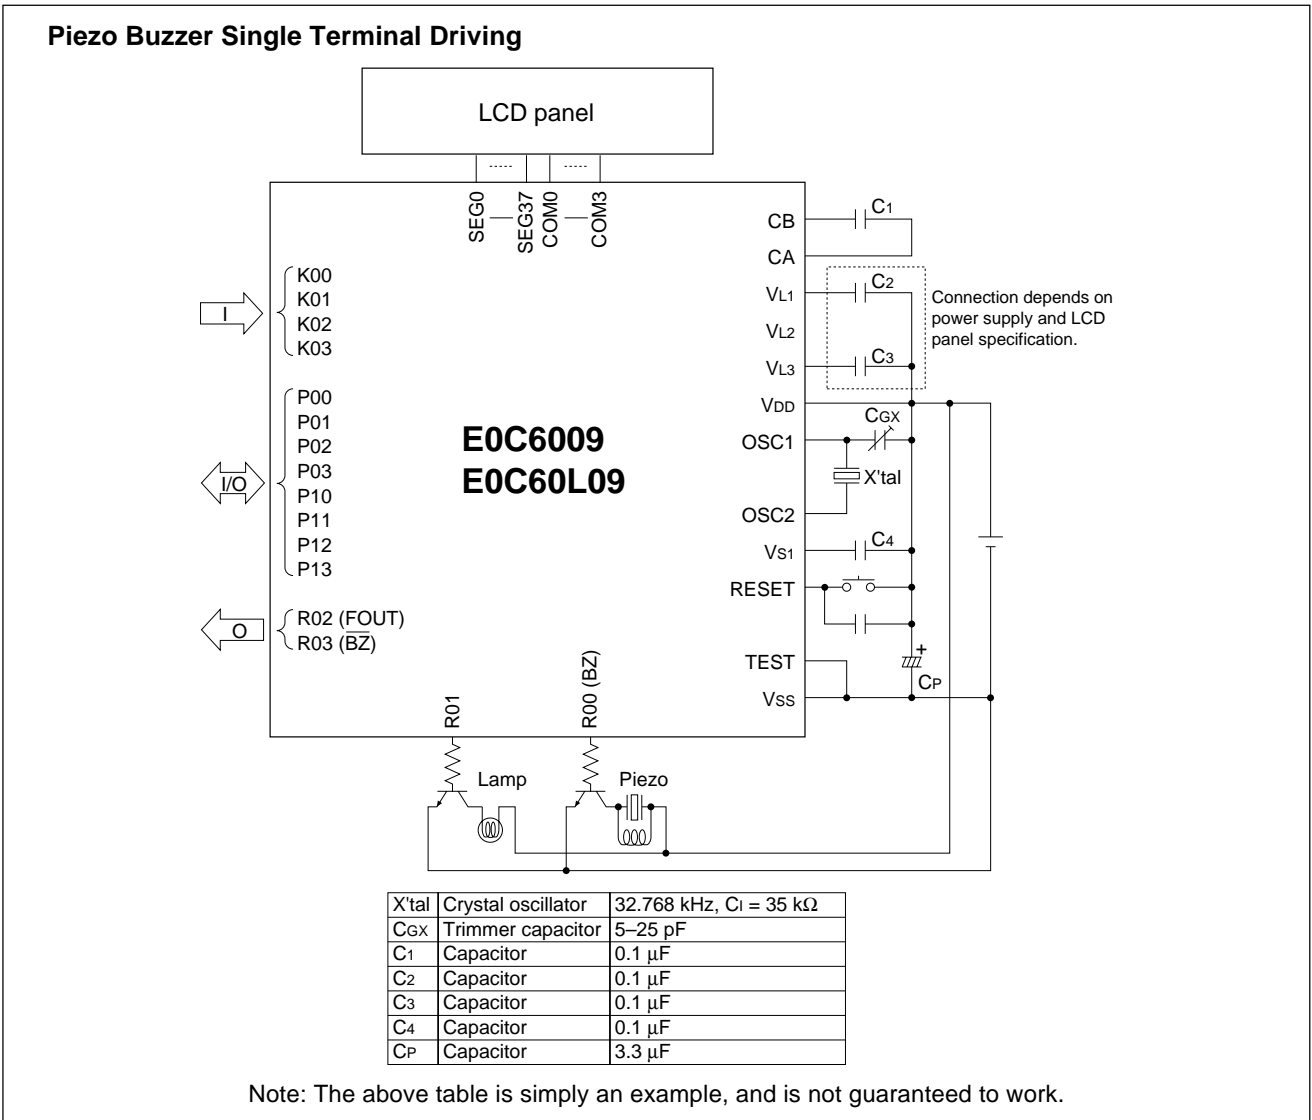 Piezo Buzzer Single Terminal Driving
LCD panel
SEG0
SEG37
COM0
COM3
CB
C1
CA
VL1
C2
VL2
VL3
C3
Connection depends on
power supply and LCD
panel specification.
K00
K01
K02
K03
I
P00
P01
P02
P03
P10
P11
P12
P13
I/O
E0C6009
E0C60L09
VDD
CGX
OSC1
X'tal
OSC2
VS1
C4
RESET
R02 (FOUT)
R03 (B̅Z̅)
O
TEST
+
CP
VSS
R01
R00 (BZ)
Lamp
Piezo
X'tal Crystal oscillator 32.768 kHz, CI = 35 kΩ
CGX Trimmer capacitor 5–25 pF
C1 Capacitor 0.1 µF
C2 Capacitor 0.1 µF
C3 Capacitor 0.1 µF
C4 Capacitor 0.1 µF
CP Capacitor 3.3 µF
Note: The above table is simply an example, and is not guaranteed to work.